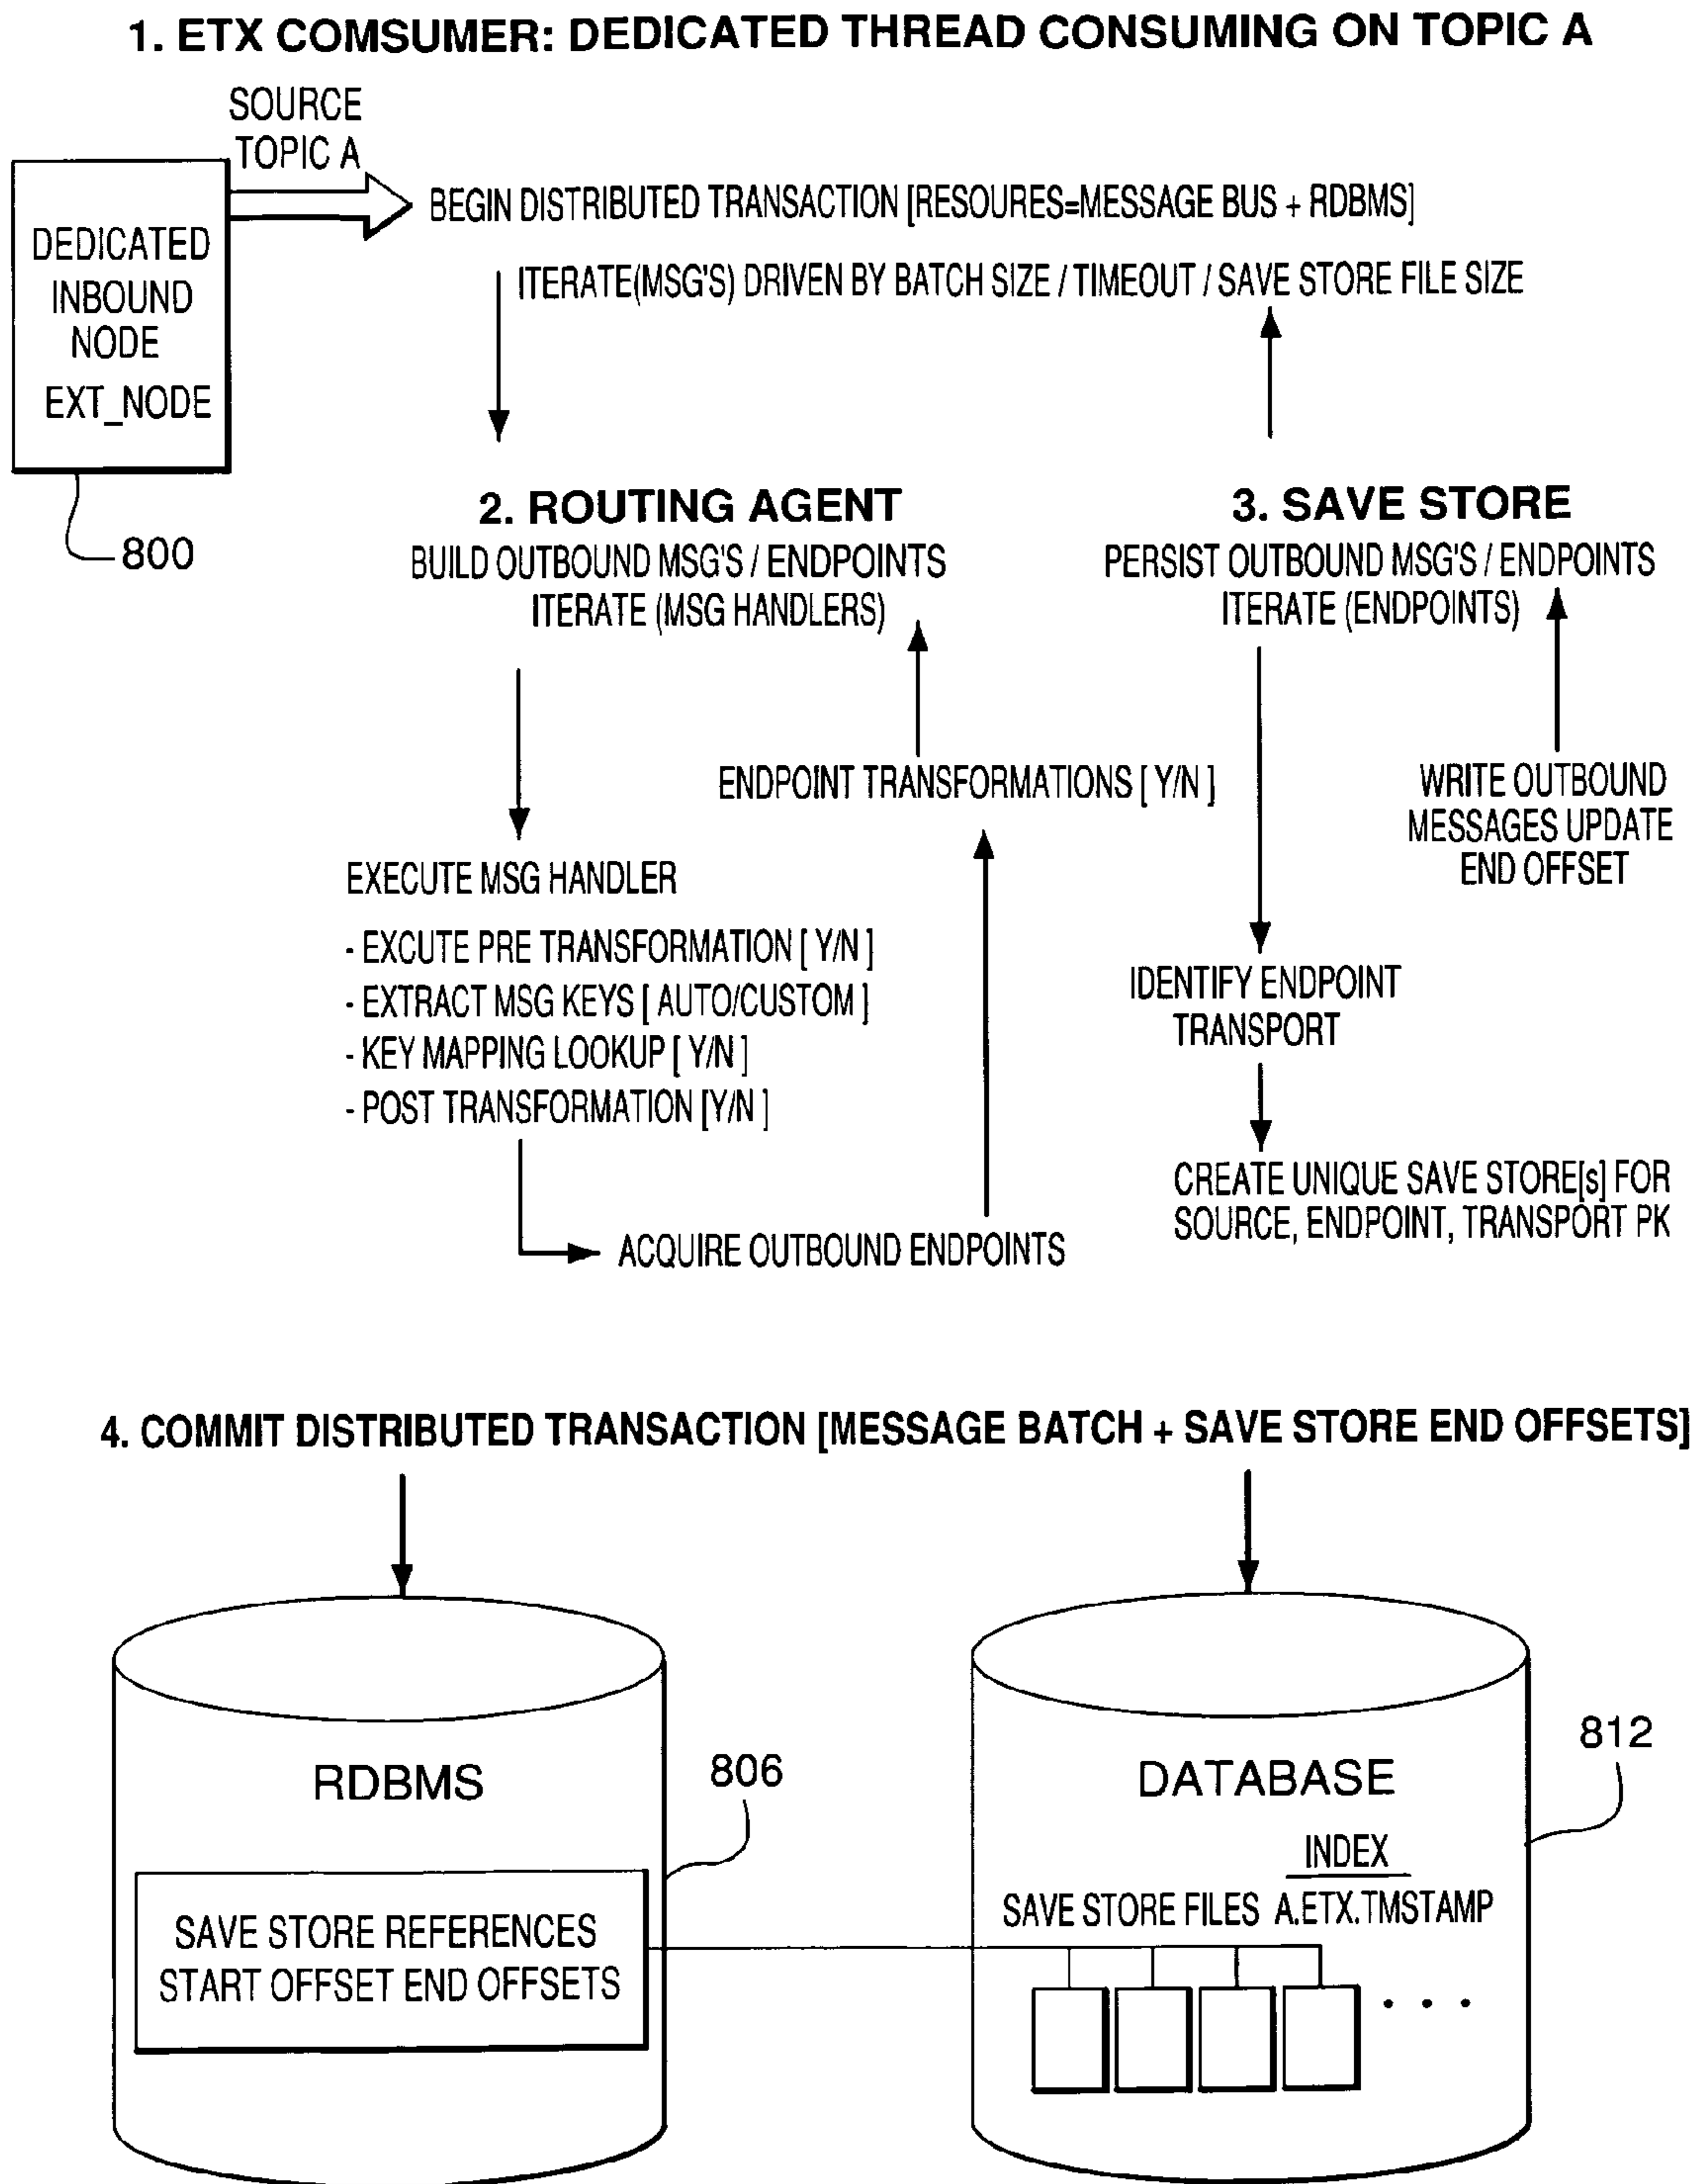 1. ETX COMSUMER: DEDICATED THREAD CONSUMING ON TOPIC A
SOURCE
TOPIC A
DEDICATED
INBOUND
NODE
EXT_NODE
800
BEGIN DISTRIBUTED TRANSACTION [RESOURES=MESSAGE BUS + RDBMS]
ITERATE(MSG'S) DRIVEN BY BATCH SIZE / TIMEOUT / SAVE STORE FILE SIZE
2. ROUTING AGENT
BUILD OUTBOUND MSG'S / ENDPOINTS
ITERATE (MSG HANDLERS)
ENDPOINT TRANSFORMATIONS [ Y/N ]
EXECUTE MSG HANDLER
- EXCUTE PRE TRANSFORMATION [ Y/N ]
- EXTRACT MSG KEYS [ AUTO/CUSTOM ]
- KEY MAPPING LOOKUP [ Y/N ]
- POST TRANSFORMATION [Y/N ]
ACQUIRE OUTBOUND ENDPOINTS
3. SAVE STORE
PERSIST OUTBOUND MSG'S / ENDPOINTS
ITERATE (ENDPOINTS)
WRITE OUTBOUND
MESSAGES UPDATE
END OFFSET
IDENTIFY ENDPOINT
TRANSPORT
CREATE UNIQUE SAVE STORE[s] FOR
SOURCE, ENDPOINT, TRANSPORT PK
4. COMMIT DISTRIBUTED TRANSACTION [MESSAGE BATCH + SAVE STORE END OFFSETS]
RDBMS
806
SAVE STORE REFERENCES
START OFFSET END OFFSETS
DATABASE
812
INDEX
SAVE STORE FILES A.ETX.TMSTAMP
. . .